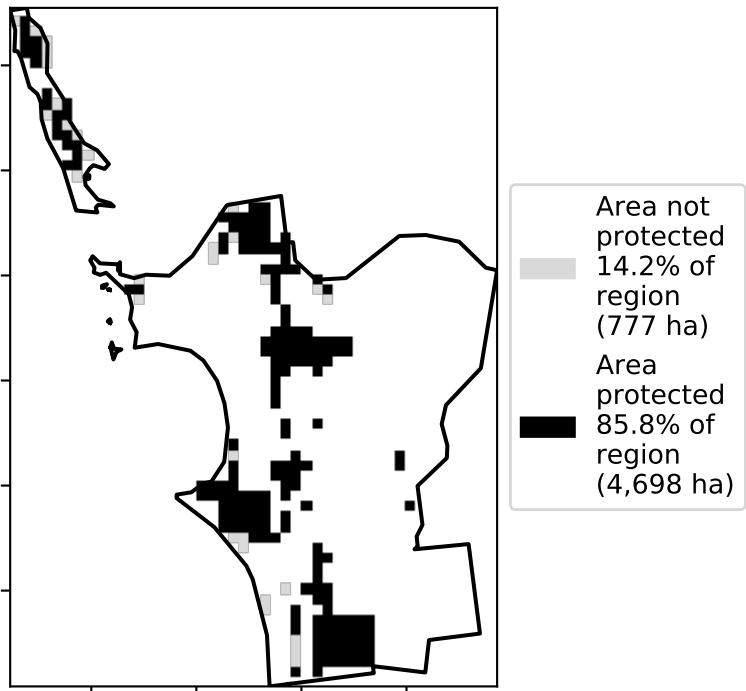 Area not
protected
14.2% of
region
(777 ha)
Area
protected
85.8% of
region
(4,698 ha)